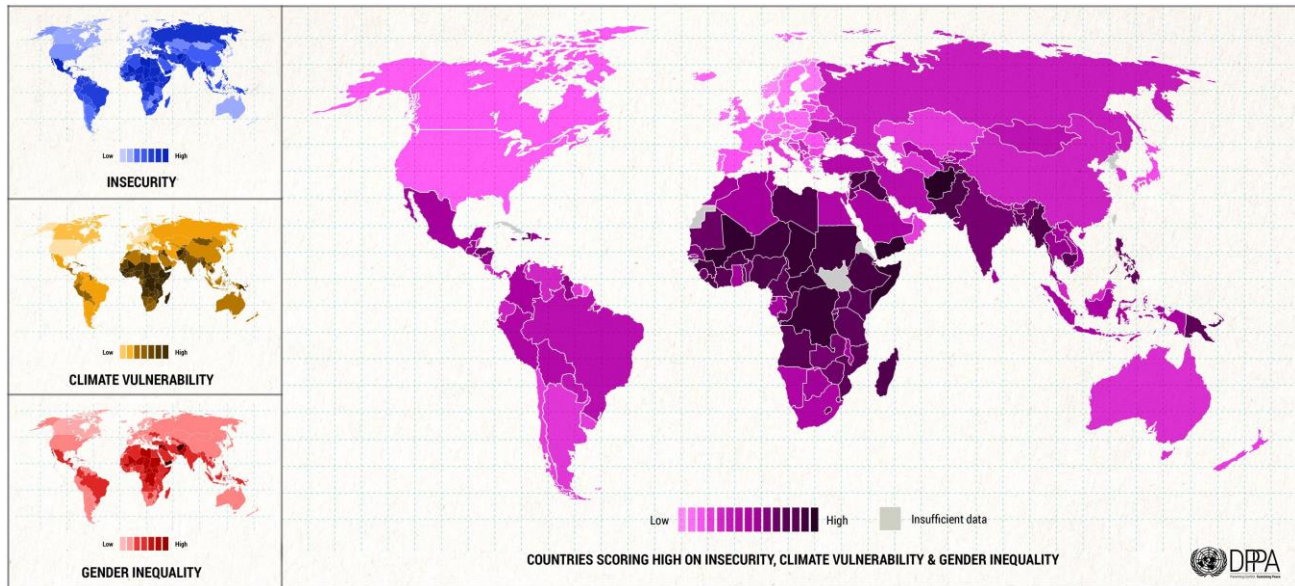 Low High
INSECURITY
Low High
CLIMATE VULNERABILITY
Low High
GENDER INEQUALITY
Low High Insufficient data
COUNTRIES SCORING HIGH ON INSECURITY, CLIMATE VULNERABILITY & GENDER INEQUALITY
DPPA